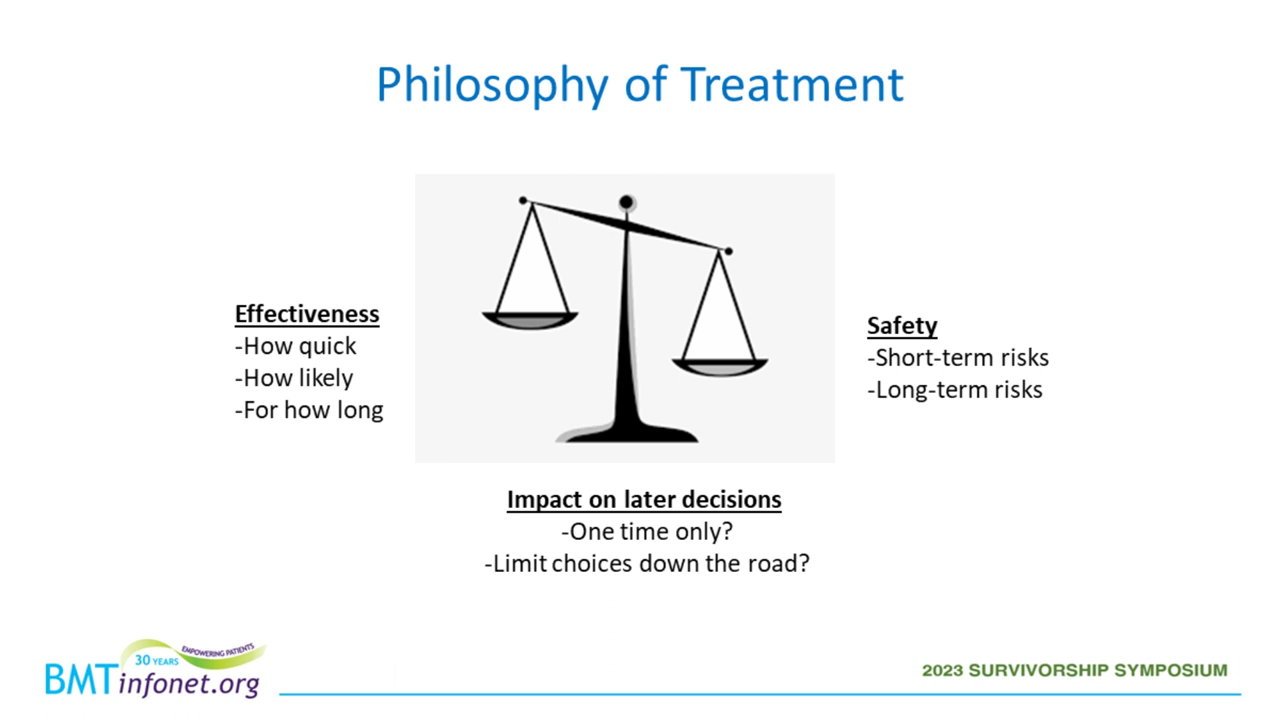 Philosophy of Treatment
Effectiveness
-How quick
-How likely
-For how long
Safety
-Short-term risks
-Long-term risks
Impact on later decisions
-One time only?
-Limit choices down the road?
30 YEARS
EMPOWERING PATIENTS
BMTinfonet.org
2023 SURVIVORSHIP SYMPOSIUM